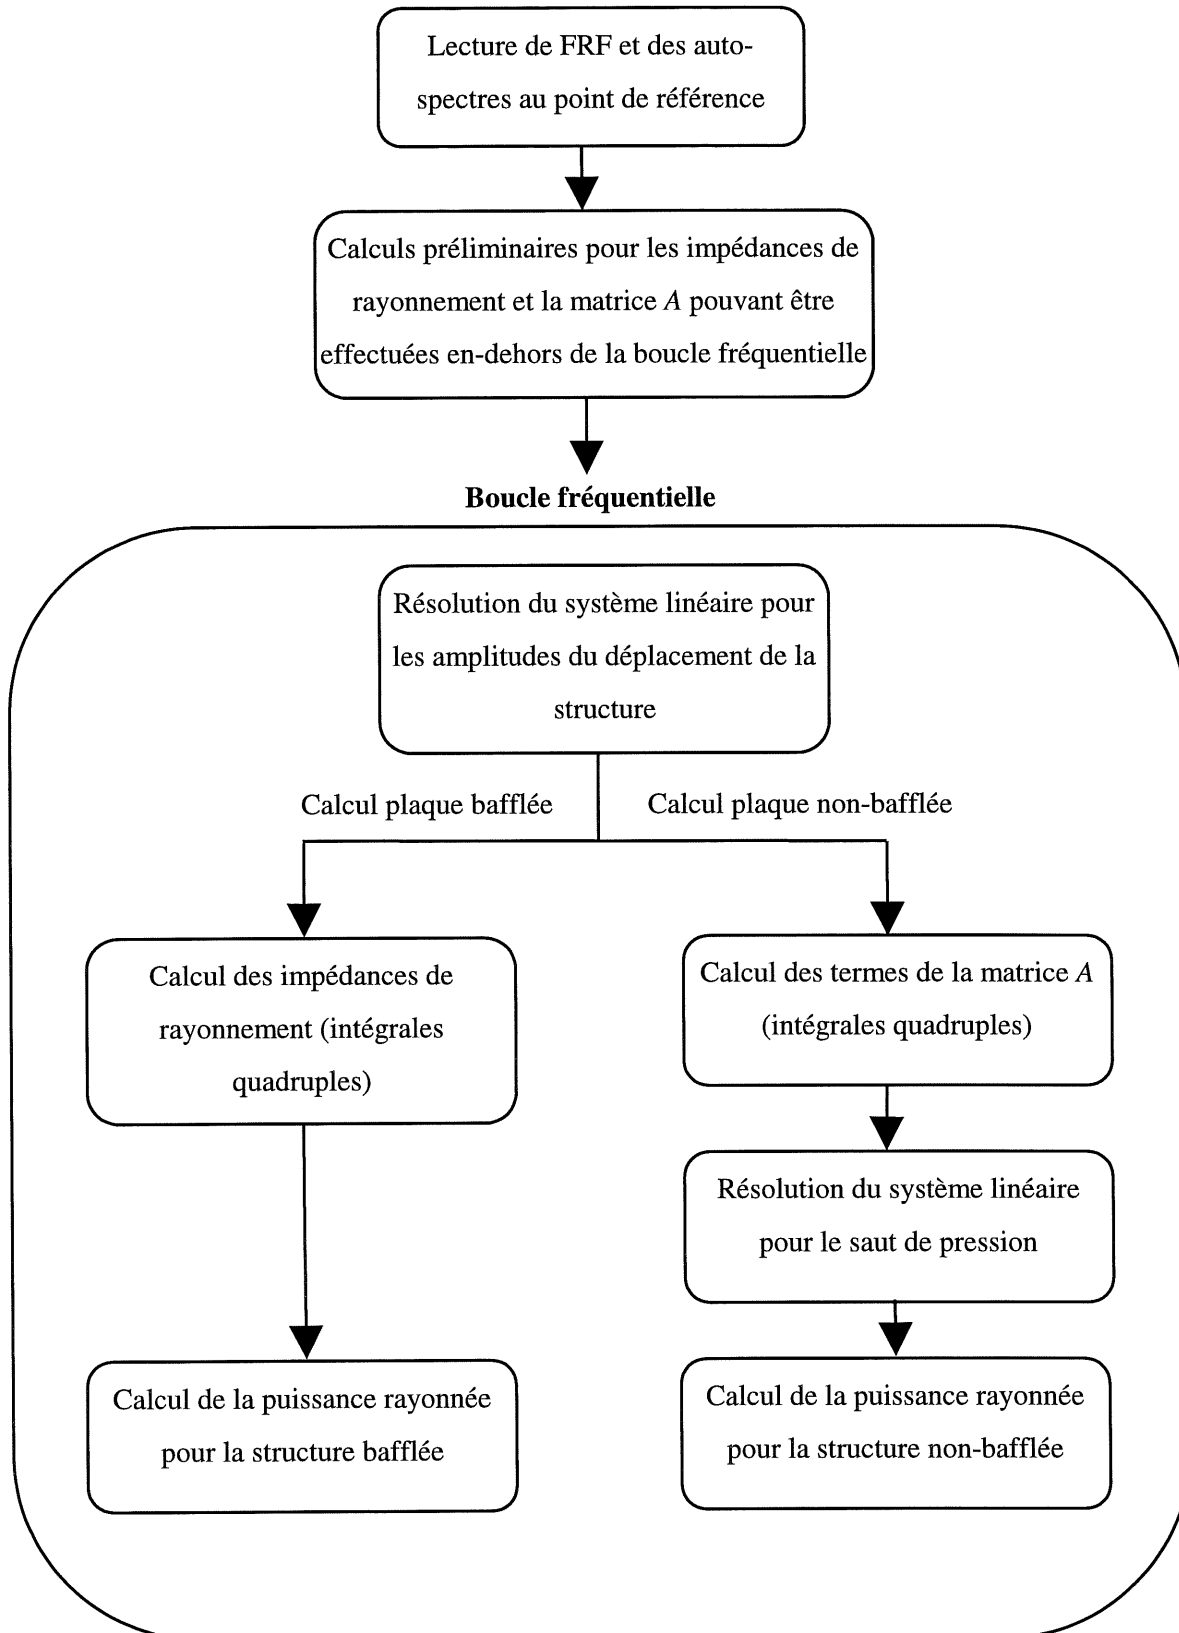 Lecture de FRF et des auto-
spectres au point de référence
Calculs préliminaires pour les impédances de
rayonnement et la matrice A pouvant être
effectuées en-dehors de la boucle fréquentielle
Boucle fréquentielle
Résolution du système linéaire pour
les amplitudes du déplacement de la
structure
Calcul plaque bafflée
Calcul plaque non-bafflée
Calcul des impédances de
rayonnement (intégrales
quadruples)
Calcul des termes de la matrice A
(intégrales quadruples)
Résolution du système linéaire
pour le saut de pression
Calcul de la puissance rayonnée
pour la structure bafflée
Calcul de la puissance rayonnée
pour la structure non-bafflée